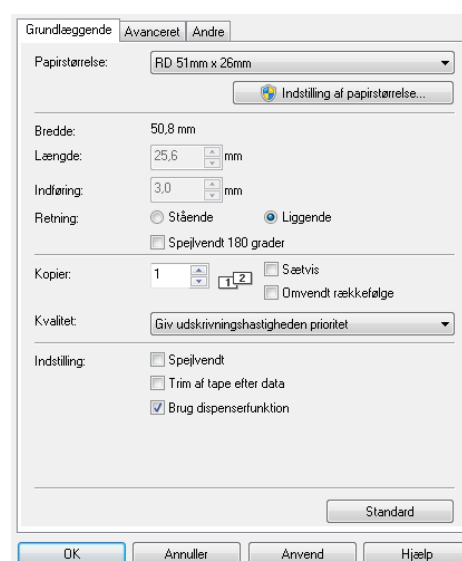 Grundlæggende Avanceret Andre
Papirstørrelse: RD 51mm x 26mm
Indstilling af papirstørrelse...
Bredde: 50,8 mm
Længde: 25,6 mm
Indføring: 3,0 mm
Retning: Stående Liggende
Spejlvendt 180 grader
Kopier: 1 1 2 Sætvis
Omvendt rækkefølge
Kvalitet: Giv udskrivningshastigheden prioritet
Indstilling: Spejlvendt
Trim af tape efter data
Brug dispenserfunktion
Standard
OK Annuller Anvend Hjælp